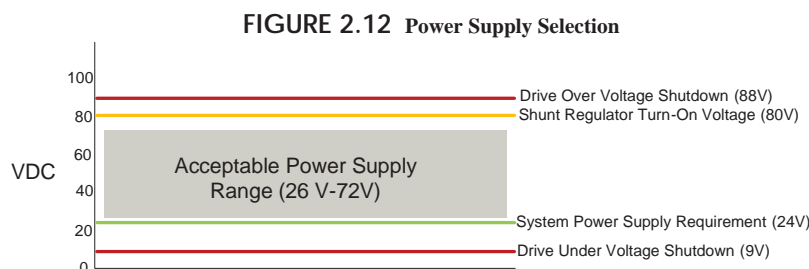 FIGURE 2.12 Power Supply Selection
100
80
60
40
20
0
VDC
Drive Over Voltage Shutdown (88V)
Shunt Regulator Turn-On Voltage (80V)
Acceptable Power Supply
Range (26 V-72V)
System Power Supply Requirement (24V)
Drive Under Voltage Shutdown (9V)